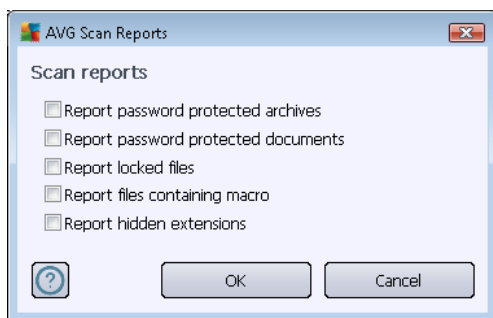 AVG Scan Reports
Scan reports
Report password protected archives
Report password protected documents
Report locked files
Report files containing macro
Report hidden extensions
?
OK
Cancel